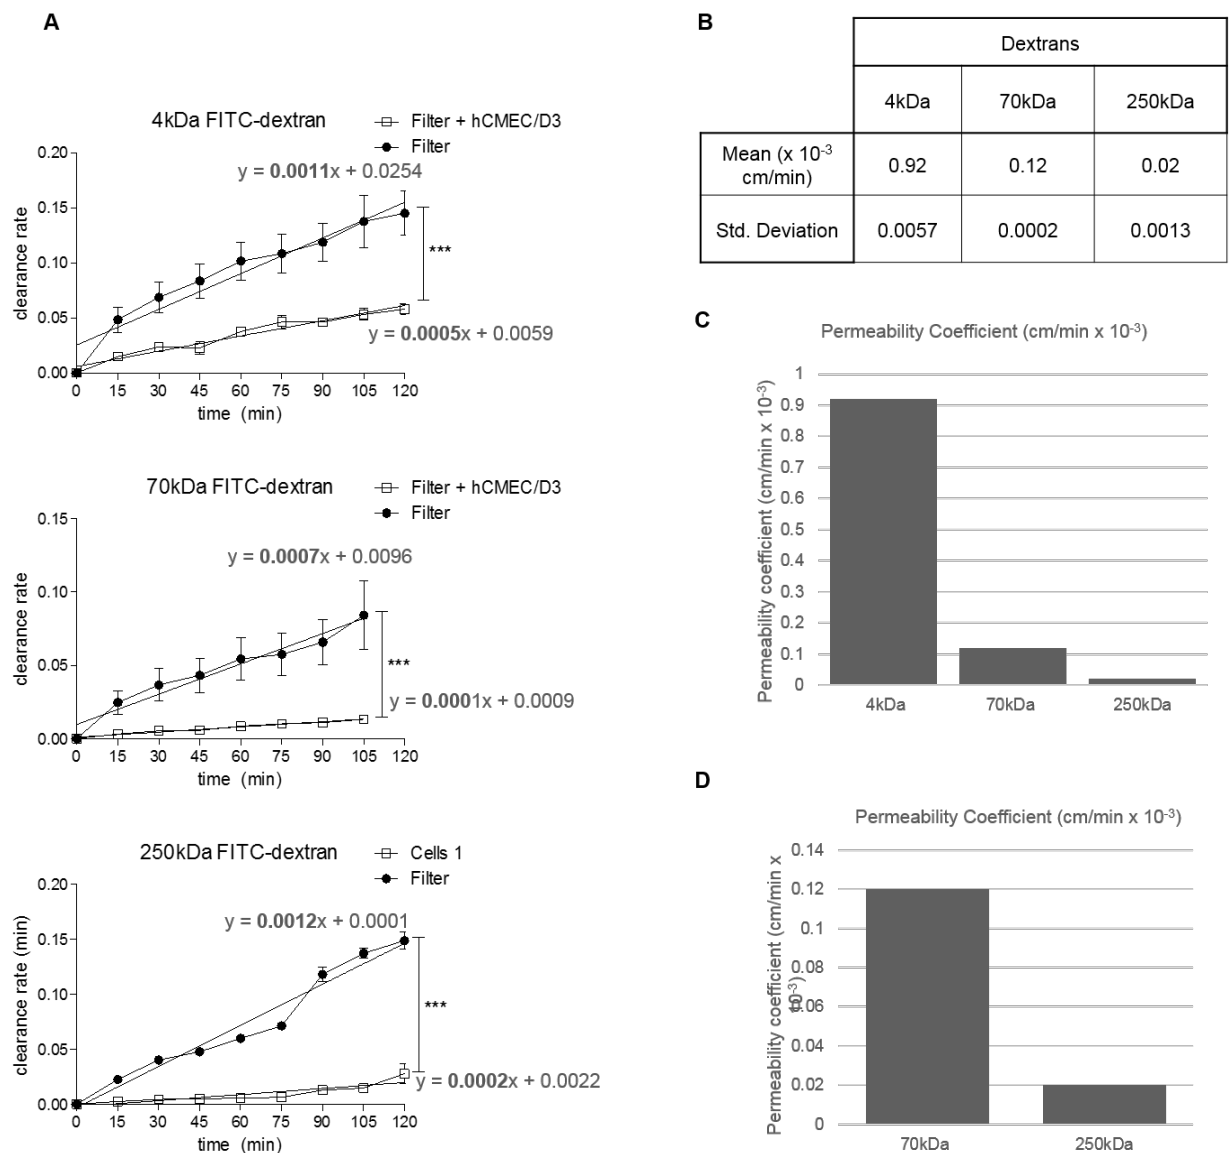 A
4kDa FITC-dextran
Filter + hCMEC/D3
Filter
y = 0.0011x + 0.0254
0.20
0.15
0.10
0.05
0.00
clearance rate
***
y = 0.0005x + 0.0059
0 15 30 45 60 75 90 105 120
time (min)
70kDa FITC-dextran
Filter + hCMEC/D3
Filter
y = 0.0007x + 0.0096
0.15
0.10
0.05
0.00
clearance rate
***
y = 0.0001x + 0.0009
0 15 30 45 60 75 90 105 120
time (min)
250kDa FITC-dextran
Cells 1
Filter
y = 0.0012x + 0.0001
0.20
0.15
0.10
0.05
0.00
clearance rate (min)
***
y = 0.0002x + 0.0022
0 15 30 45 60 75 90 105 120
time (min)
B
Dextrans
4kDa 70kDa 250kDa
Mean (x 10⁻³
cm/min)
0.92 0.12 0.02
Std. Deviation 0.0057 0.0002 0.0013
C
Permeability Coefficient (cm/min x 10⁻³)
Permeability coefficient (cm/min x 10⁻³)
1
0.9
0.8
0.7
0.6
0.5
0.4
0.3
0.2
0.1
0
4kDa 70kDa 250kDa
D
Permeability Coefficient (cm/min x 10⁻³)
Permeability coefficient (cm/min x
10⁻³)
0.14
0.12
0.1
0.08
0.06
0.04
0.02
0
70kDa 250kDa